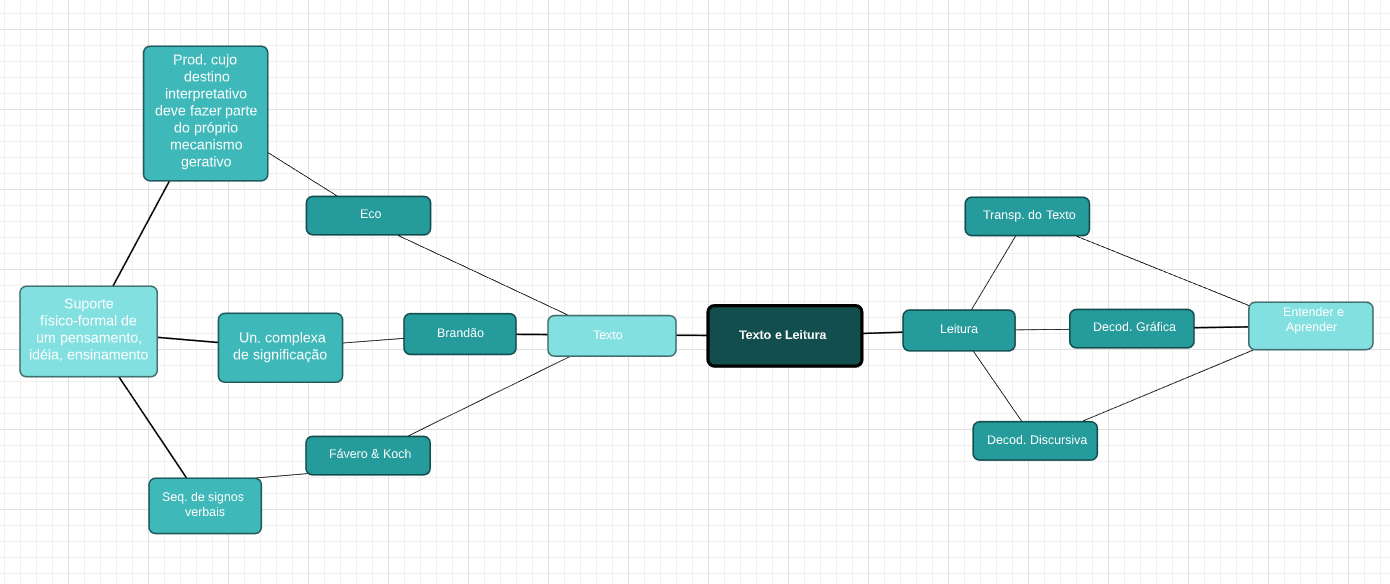 Prod. cujo
destino
interpretativo
deve fazer parte
do próprio
mecanismo
gerativo
Eco
Suporte
físico-formal de
um pensamento,
idéia, ensinamento
Un. complexa
de significação
Brandão
Texto
Fávero & Koch
Seq. de signos
verbais
Texto e Leitura
Transp. do Texto
Leitura
Decod. Gráfica
Entender e
Aprender
Decod. Discursiva